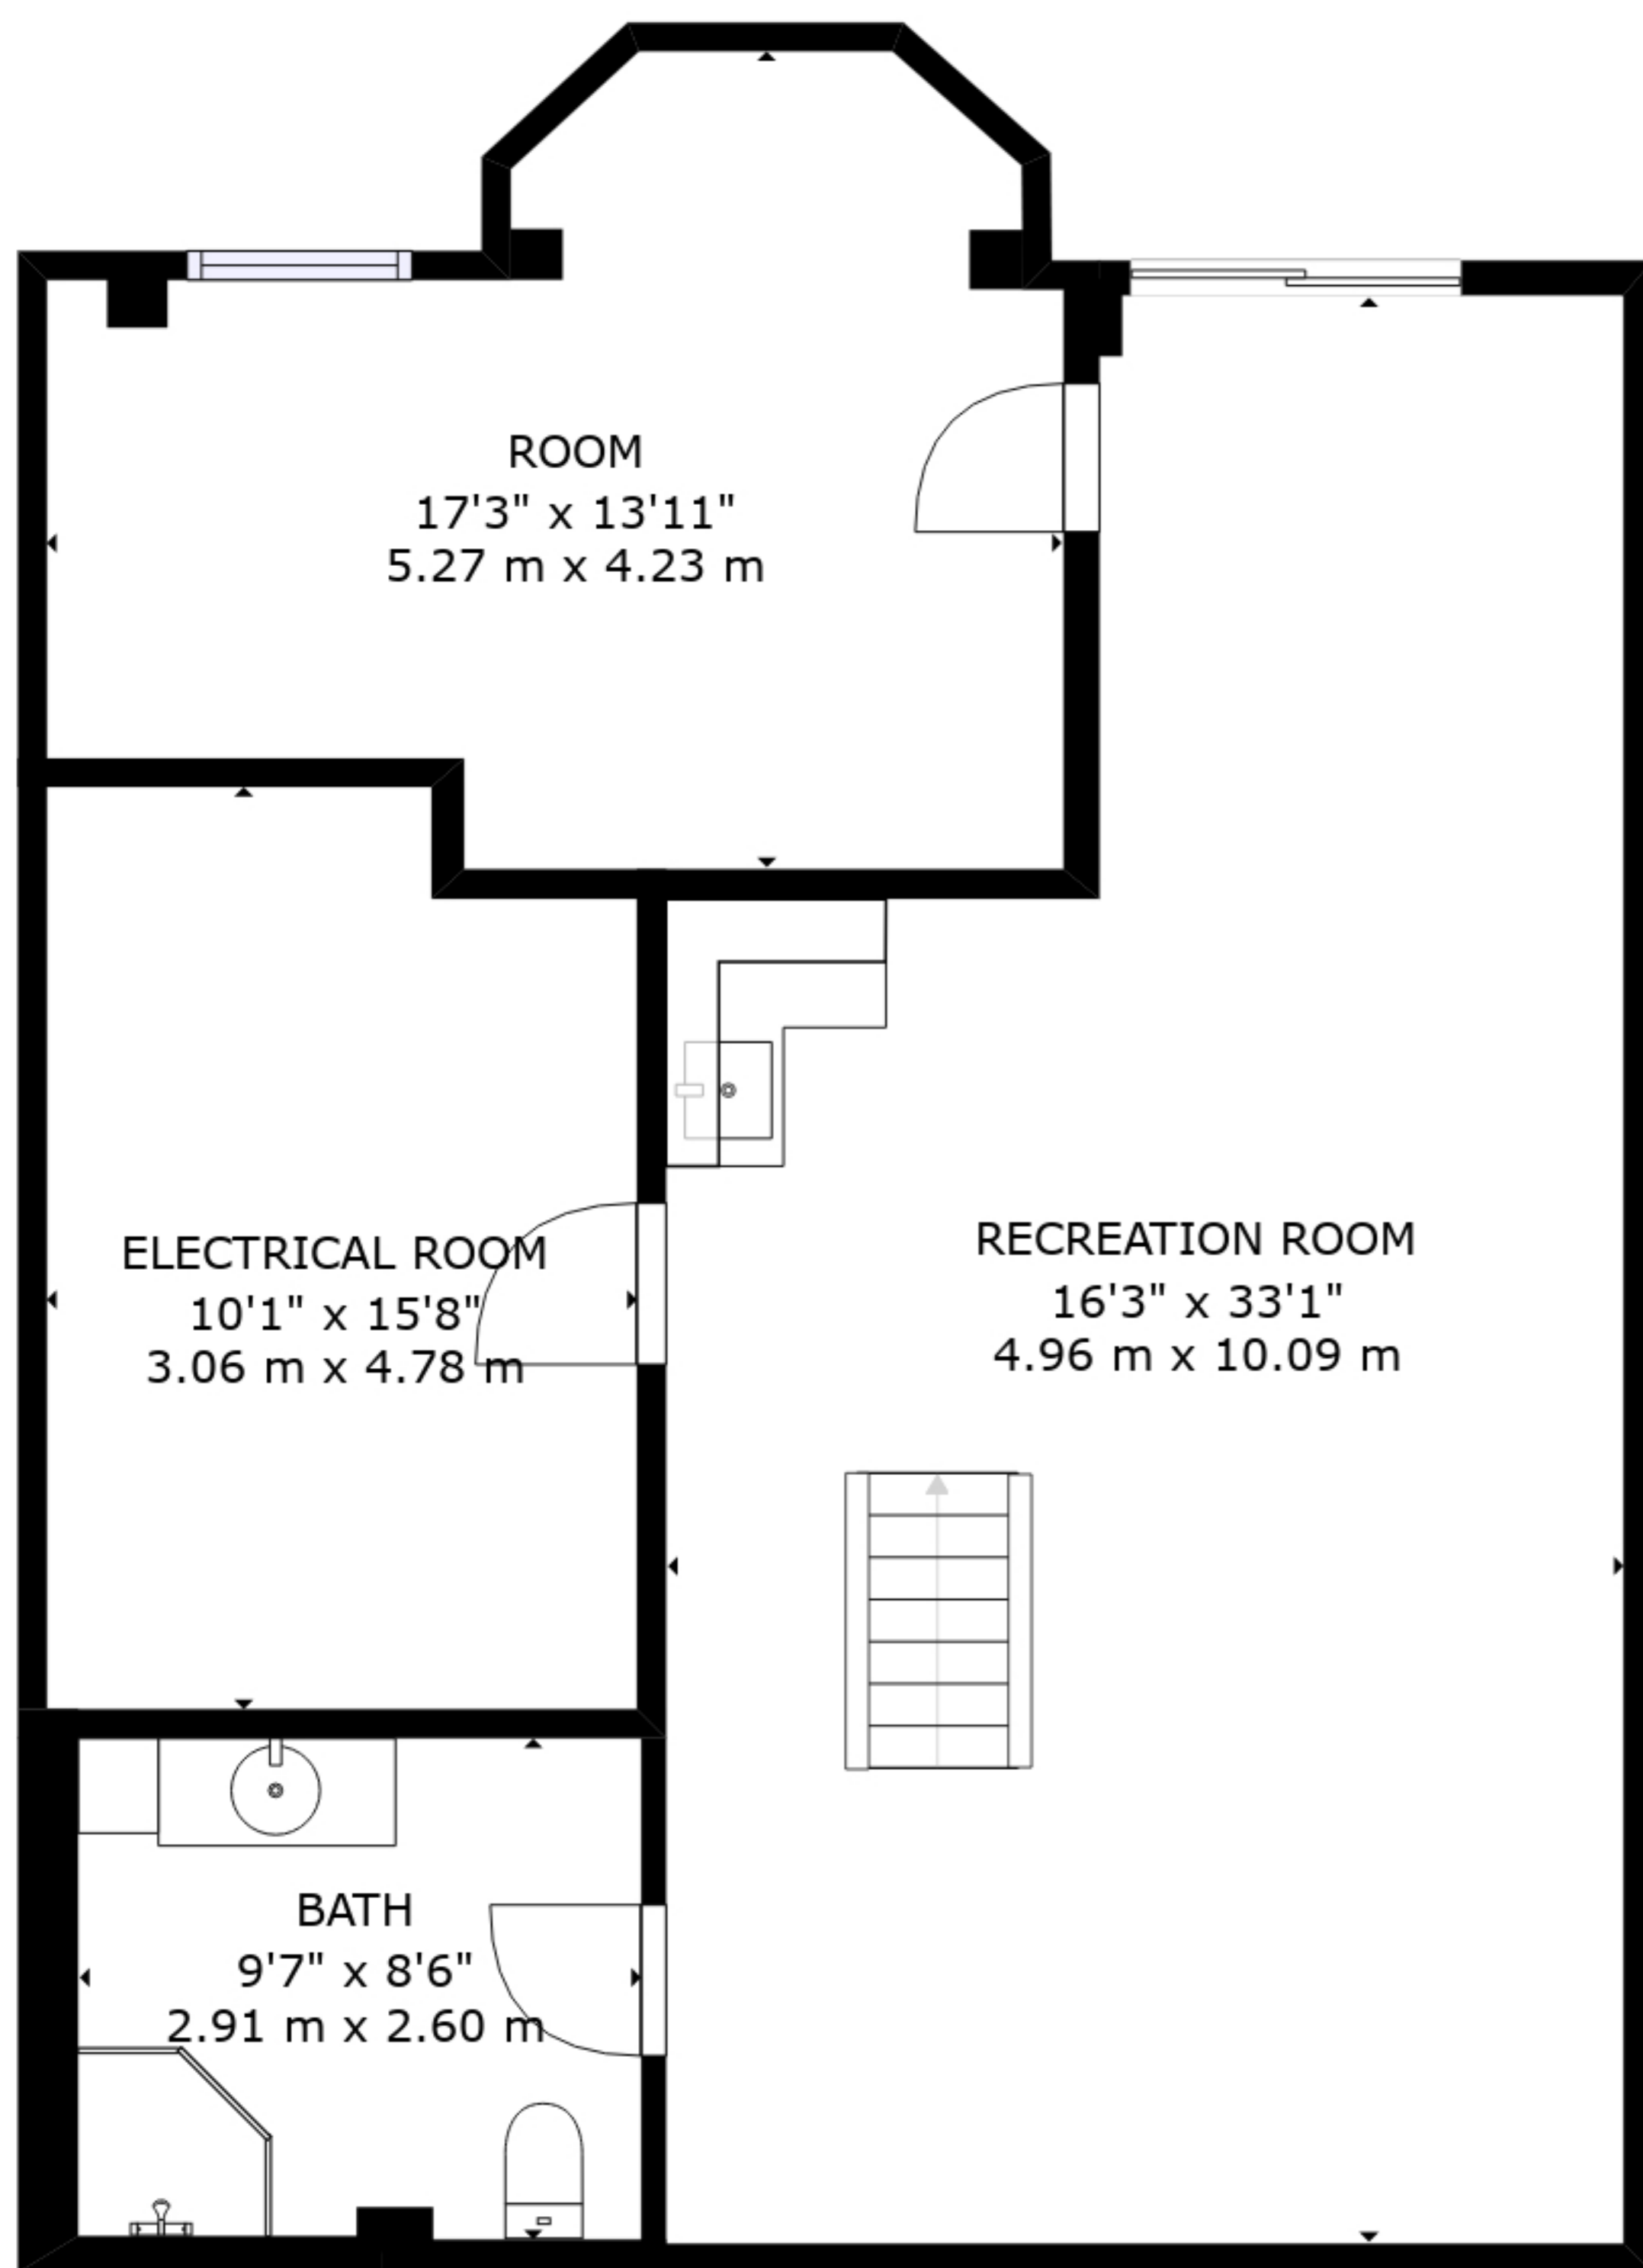 ROOM
17'3" x 13'11"
5.27 m x 4.23 m
RECREATION ROOM
16'3" x 33'1"
4.96 m x 10.09 m
ELECTRICAL ROOM
10'1" x 15'8"
3.06 m x 4.78 m
BATH
9'7" x 8'6"
2.91 m x 2.60 m